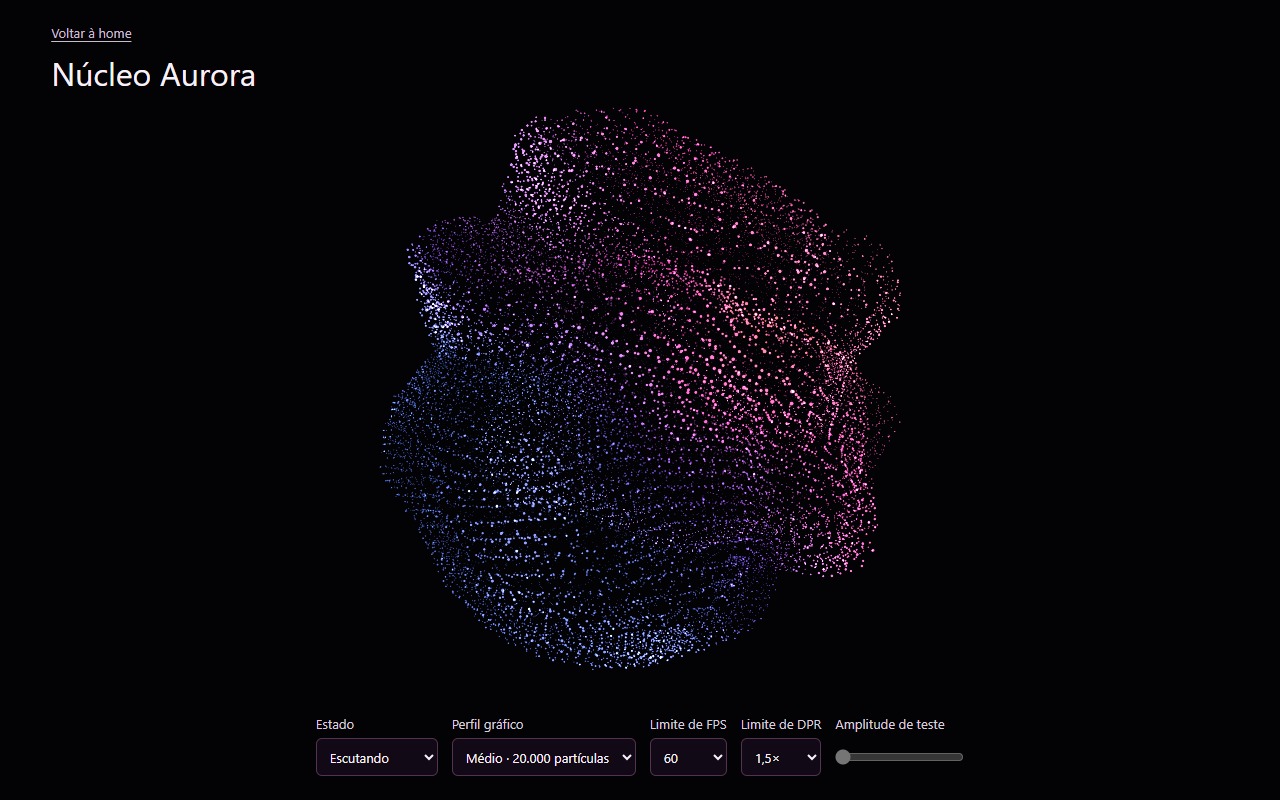 Voltar à home
Núcleo Aurora
Estado Perfil gráfico Limite de FPS Limite de DPR Amplitude de teste
Escutando Médio · 20.000 partículas 60 1,5×